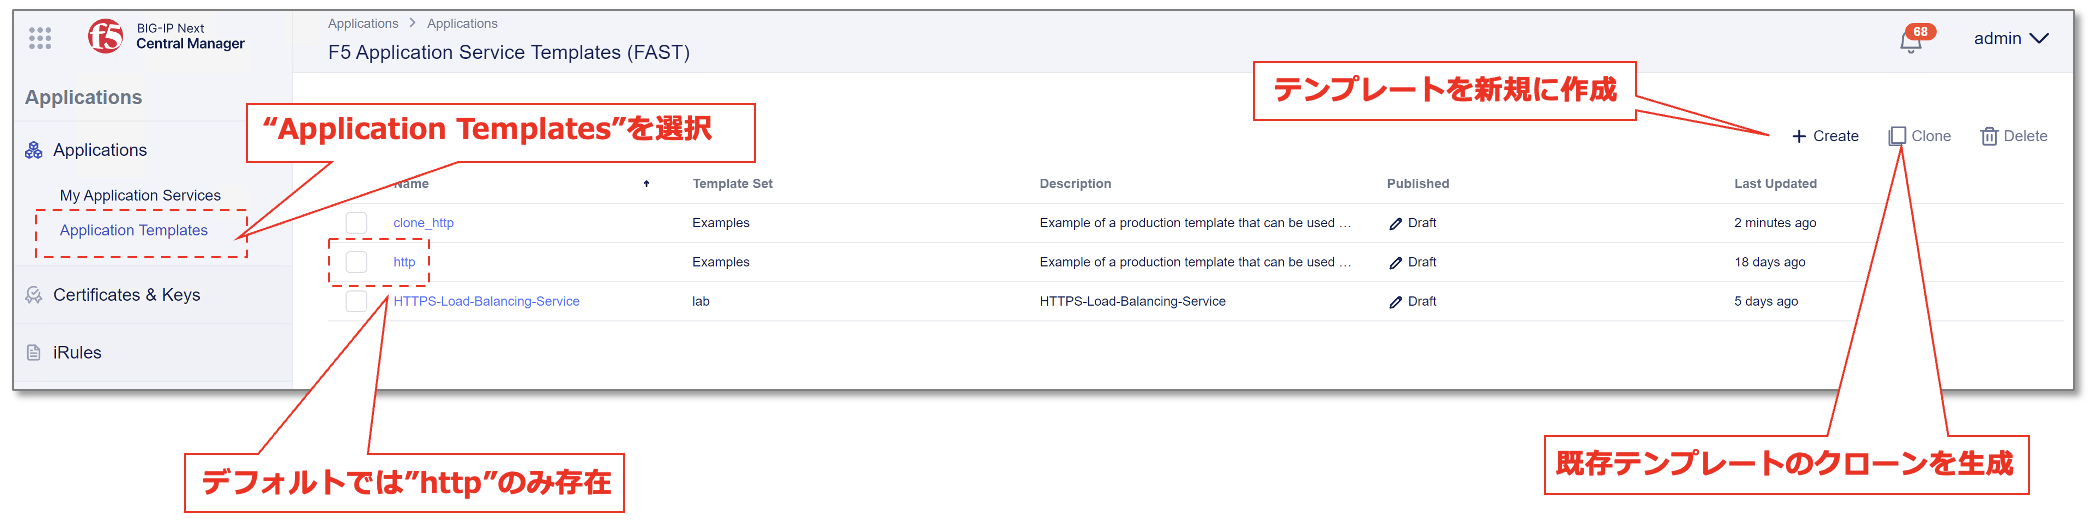 BIG-IP Next
Central Manager
Applications > Applications
F5 Application Service Templates (FAST)
68
admin
Applications
Applications
My Application Services
Application Templates
Certificates & Keys
iRules
“Application Templates”を選択
テンプレートを新規に作成
+ Create
Clone
Delete
Name Template Set Description Published Last Updated
clone_http Examples Example of a production template that can be used ... Draft 2 minutes ago
http Examples Example of a production template that can be used ... Draft 18 days ago
HTTPS-Load-Balancing-Service lab HTTPS-Load-Balancing-Service Draft 5 days ago
デフォルトでは”http”のみ存在
既存テンプレートのクローンを生成